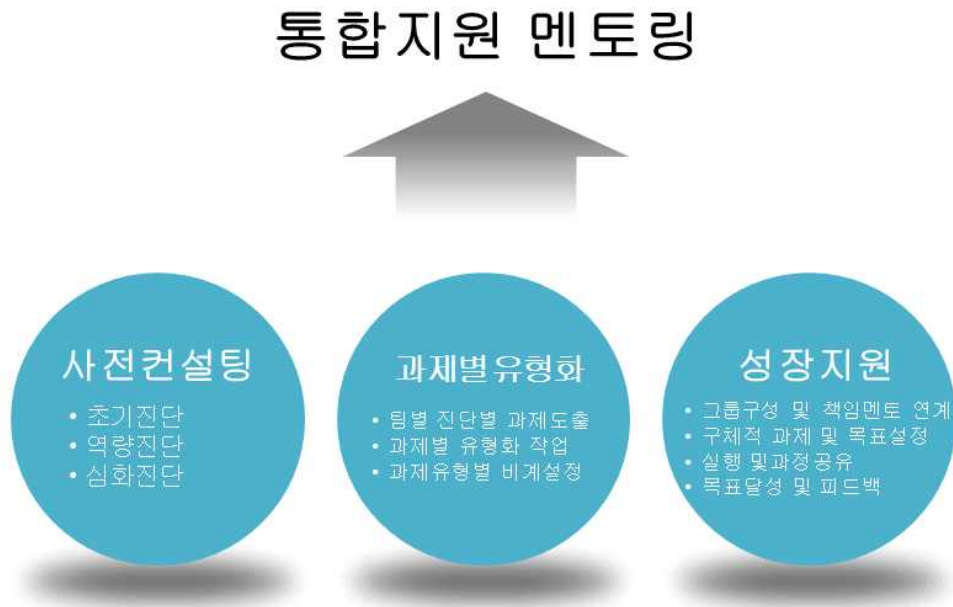 통합지원 멘토링
사전컨설팅
• 초기진단
• 역량진단
• 심화진단
과제별유형화
• 팀별 진단별 과제도출
• 과제별 유형화 작업
• 과제유형별 비계설정
성장지원
• 그룹구성 및 책임멘토 연계
• 구체적 과제 및 목표설정
• 실행 및과정공유
• 목표달성 및 피드백